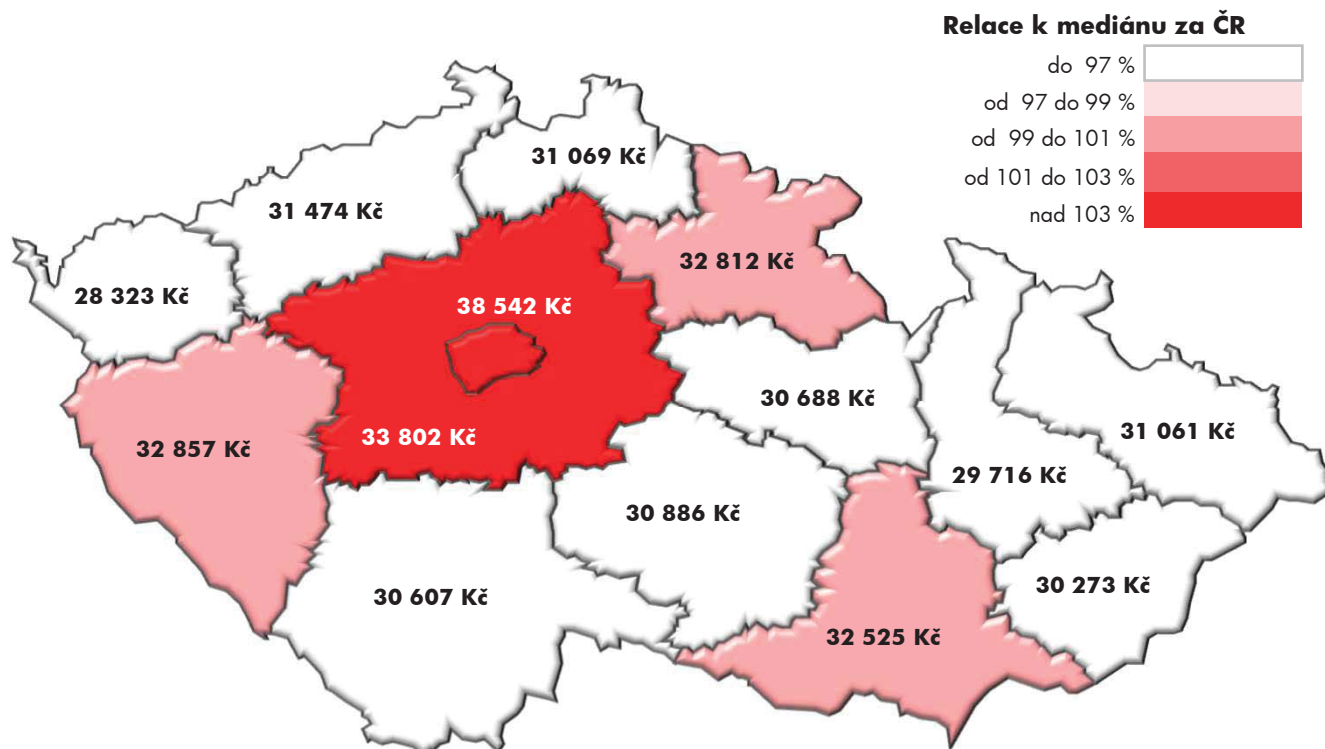 Relace k mediánu za ČR
do 97 %
od 97 do 99 %
od 99 do 101 %
od 101 do 103 %
nad 103 %
31 069 Kč
31 474 Kč
32 812 Kč
28 323 Kč
38 542 Kč
30 688 Kč
33 802 Kč
31 061 Kč
32 857 Kč
29 716 Kč
30 886 Kč
30 273 Kč
30 607 Kč
32 525 Kč